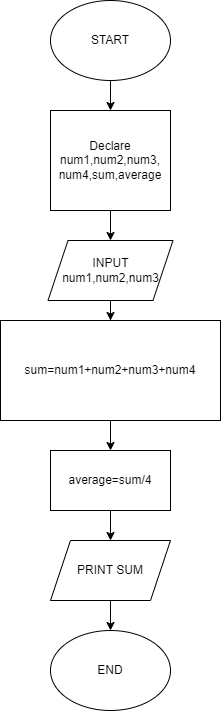 START
Declare
num1,num2,num3,
num4,sum,average
INPUT
num1,num2,num3
sum=num1+num2+num3+num4
average=sum/4
PRINT SUM
END